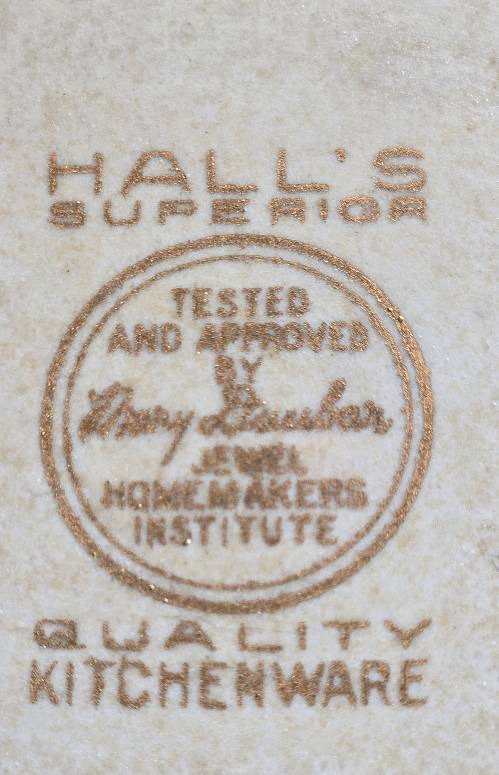 HALL'S
SUPERIOR
TESTED
AND APPROVED
BY
Mary Dunbar
JEWEL
HOMEMAKERS
INSTITUTE
QUALITY
KITCHENWARE